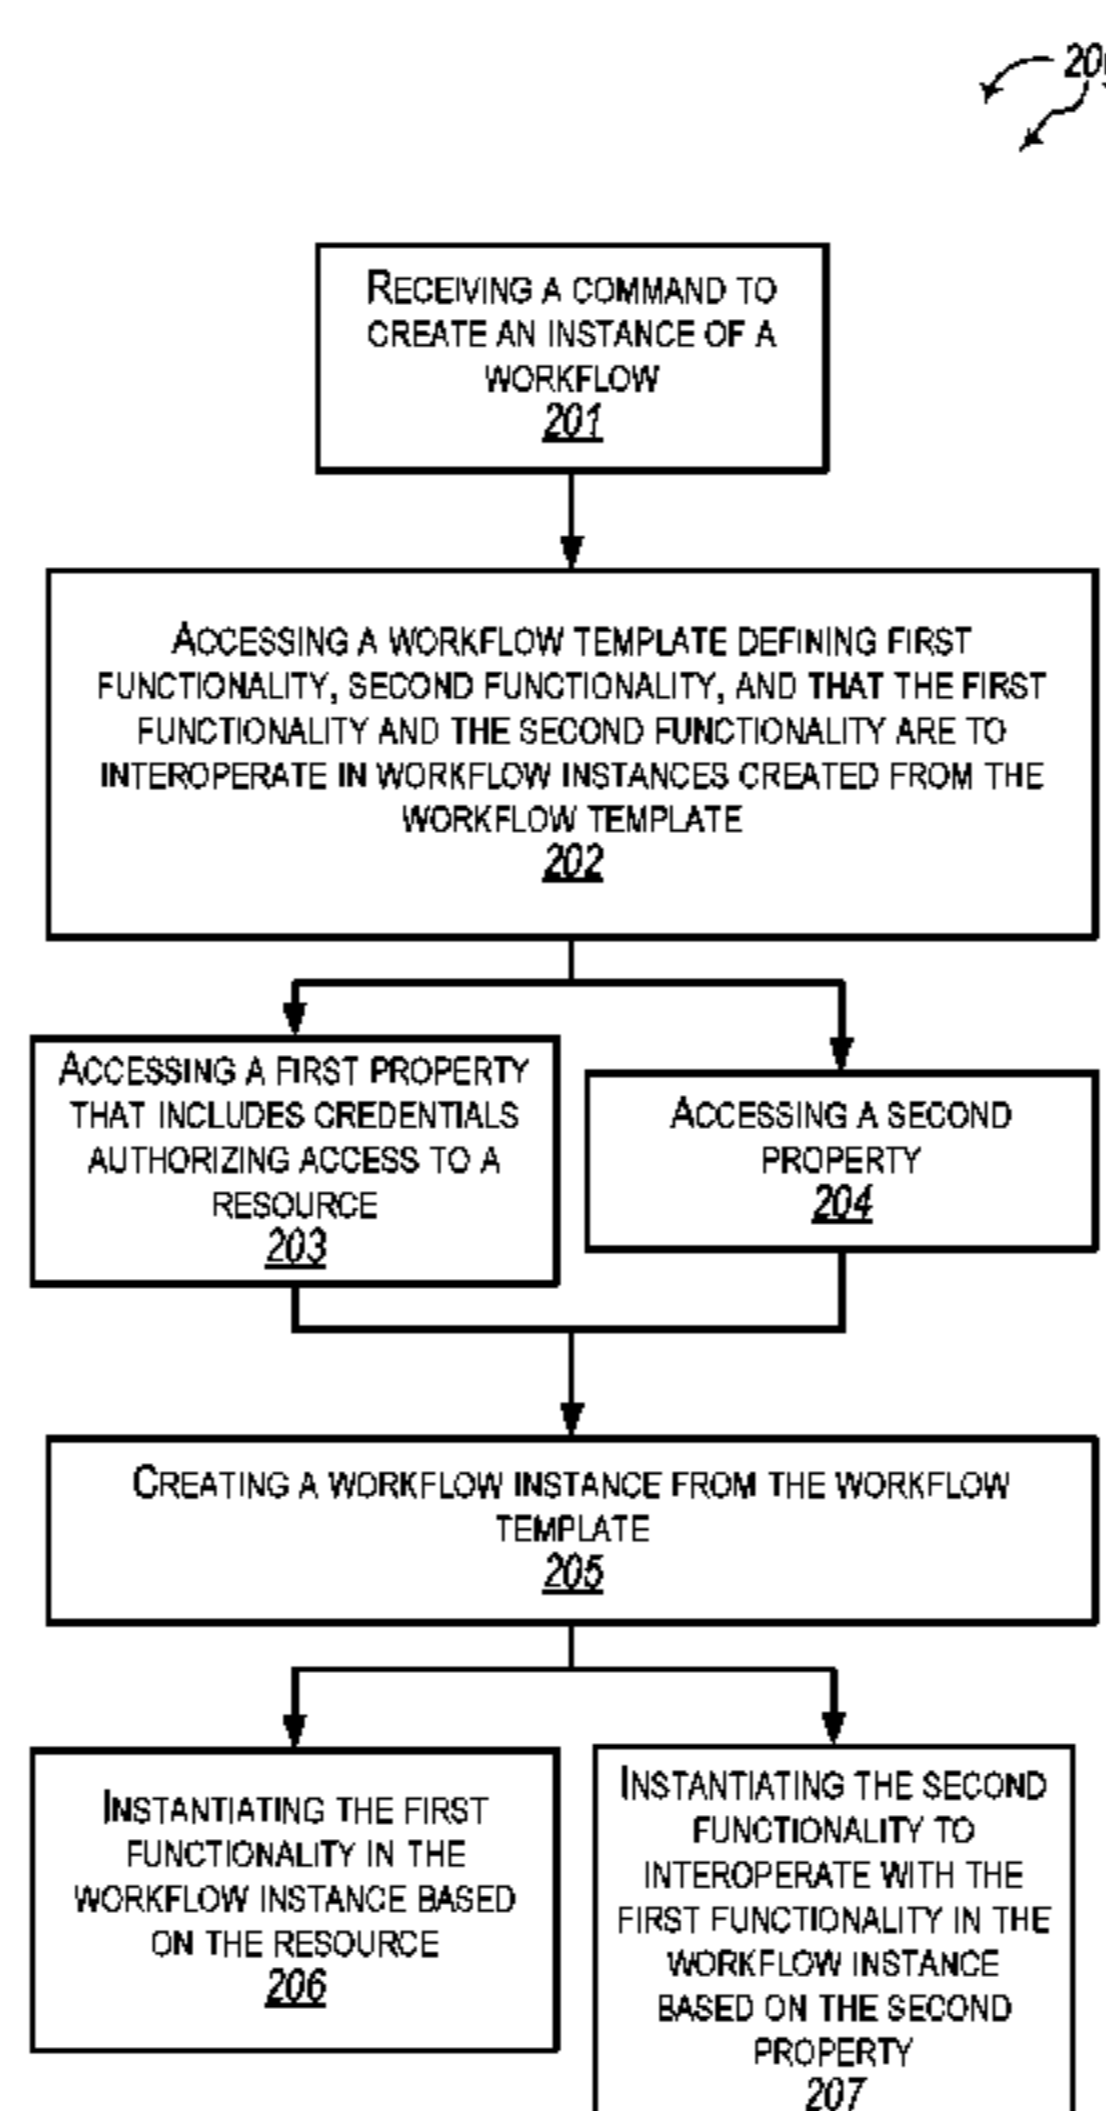 RECEIVING A COMMAND TO
CREATE AN INSTANCE OF A
WORKFLOW
201
ACCESSING A WORKFLOW TEMPLATE DEFINING FIRST
FUNCTIONALITY, SECOND FUNCTIONALITY, AND THAT THE FIRST
FUNCTIONALITY AND THE SECOND FUNCTIONALITY ARE TO
INTEROPERATE IN WORKFLOW INSTANCES CREATED FROM THE
WORKFLOW TEMPLATE
202
ACCESSING A FIRST PROPERTY
THAT INCLUDES CREDENTIALS
AUTHORIZING ACCESS TO A
RESOURCE
203
ACCESSING A SECOND
PROPERTY
204
CREATING A WORKFLOW INSTANCE FROM THE WORKFLOW
TEMPLATE
205
INSTANTIATING THE FIRST
FUNCTIONALITY IN THE
WORKFLOW INSTANCE BASED
ON THE RESOURCE
206
INSTANTIATING THE SECOND
FUNCTIONALITY TO
INTEROPERATE WITH THE
FIRST FUNCTIONALITY IN THE
WORKFLOW INSTANCE
BASED ON THE SECOND
PROPERTY
207